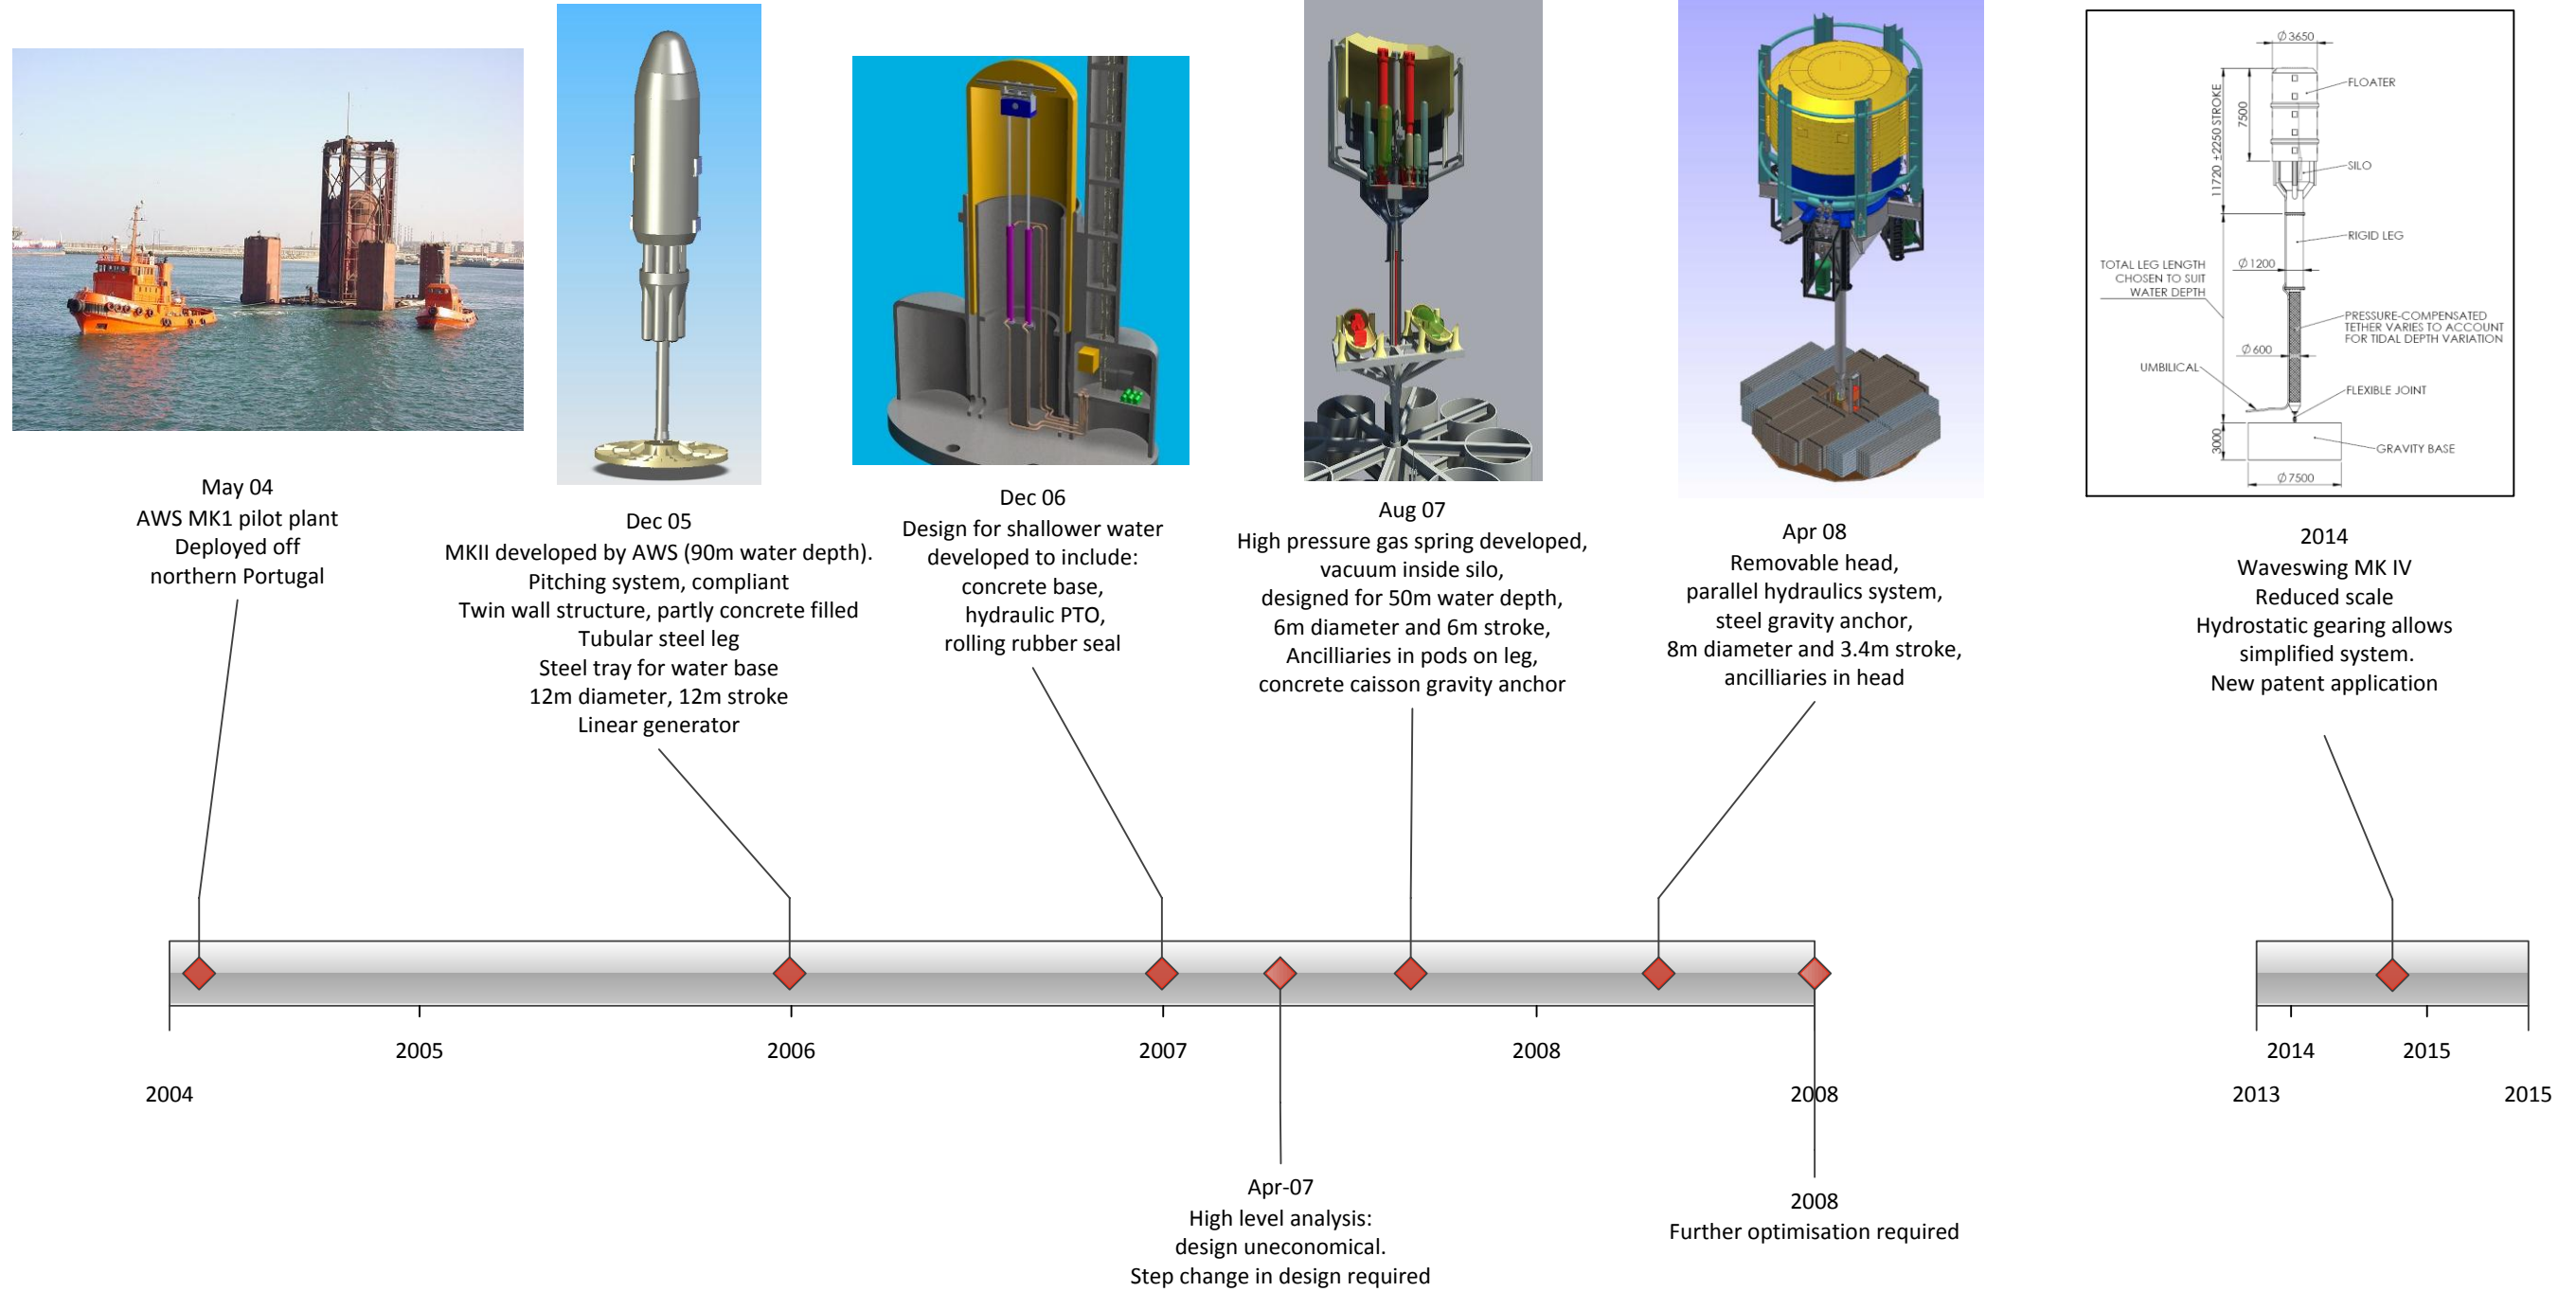 Ø3650
FLOATER
11720 ±2250 STROKE
7500
SILO
RIGID LEG
TOTAL LEG LENGTH
CHOSEN TO SUIT
WATER DEPTH
Ø1200
PRESSURE-COMPENSATED
TETHER VARIES TO ACCOUNT
FOR TIDAL DEPTH VARIATION
Ø600
UMBILICAL
FLEXIBLE JOINT
3000
GRAVITY BASE
Ø7500
May 04
AWS MK1 pilot plant
Deployed off
northern Portugal
Dec 05
MKII developed by AWS (90m water depth).
Pitching system, compliant
Twin wall structure, partly concrete filled
Tubular steel leg
Steel tray for water base
12m diameter, 12m stroke
Linear generator
Dec 06
Design for shallower water
developed to include:
concrete base,
hydraulic PTO,
rolling rubber seal
Aug 07
High pressure gas spring developed,
vacuum inside silo,
designed for 50m water depth,
6m diameter and 6m stroke,
Ancilliaries in pods on leg,
concrete caisson gravity anchor
Apr 08
Removable head,
parallel hydraulics system,
steel gravity anchor,
8m diameter and 3.4m stroke,
ancilliaries in head
2014
Waveswing MK IV
Reduced scale
Hydrostatic gearing allows
simplified system.
New patent application
2005
2006
2007
2008
2014
2015
2004
2008
2013
2015
Apr-07
High level analysis:
design uneconomical.
Step change in design required
2008
Further optimisation required